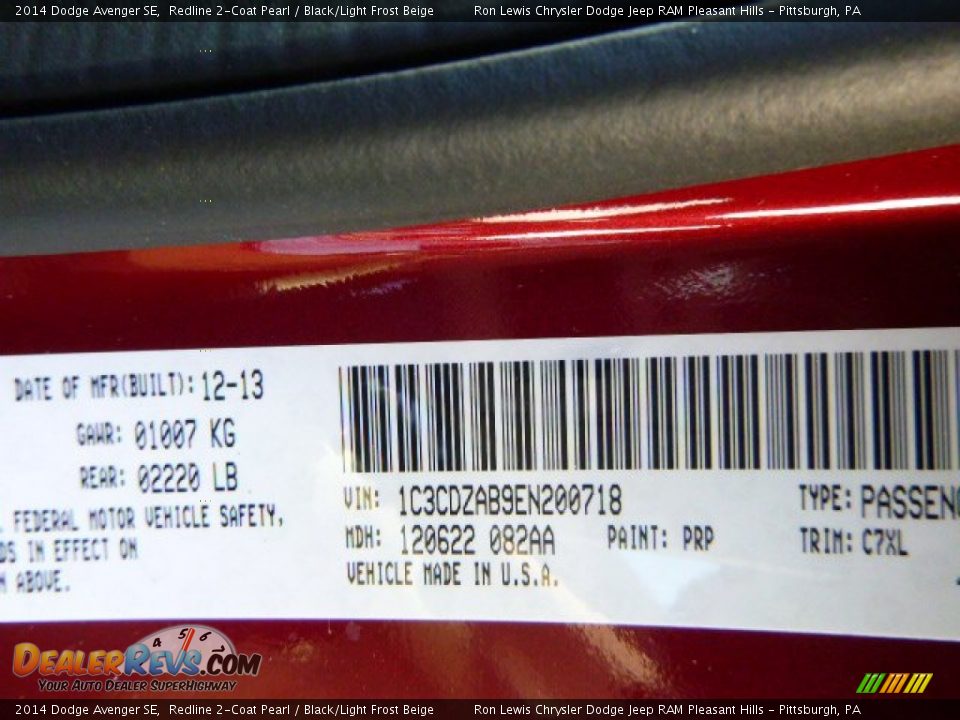 2014 Dodge Avenger SE,  Redline 2-Coat Pearl / Black/Light Frost Beige  Ron Lewis Chrysler Dodge Jeep RAM Pleasant Hills - Pittsburgh, PA
DATE OF MFR(BUILT): 12-13
GAWR: 01007 KG
REAR: 02220 LB
FEDERAL MOTOR VEHICLE SAFETY,
DS IN EFFECT ON
ABOVE.
VIN: 1C3CDZAB9EN200718 TYPE: PASSENG
MDH: 120622 082AA PAINT: PRP TRIM: C7XL
VEHICLE MADE IN U.S.A.
4 5 6
DEALERREVS.COM
YOUR AUTO DEALER SUPERHIGHWAY
2014 Dodge Avenger SE,  Redline 2-Coat Pearl / Black/Light Frost Beige  Ron Lewis Chrysler Dodge Jeep RAM Pleasant Hills - Pittsburgh, PA